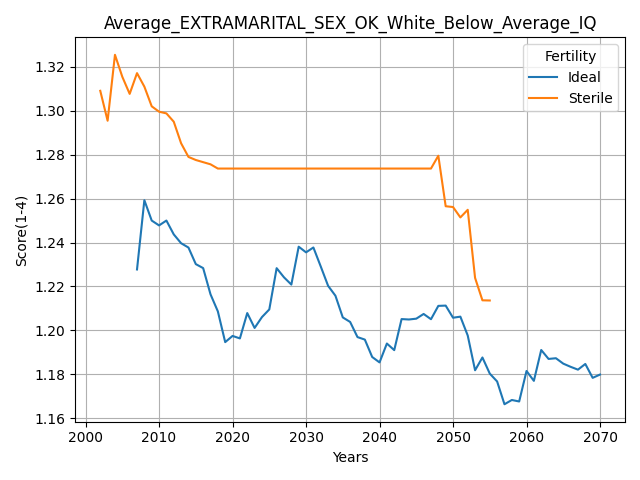 Average_EXTRAMARITAL_SEX_OK_White_Below_Average_IQ
Fertility
Ideal
Sterile
Score(1-4)
1.32
1.30
1.28
1.26
1.24
1.22
1.20
1.18
1.16
2000 2010 2020 2030 2040 2050 2060 2070
Years